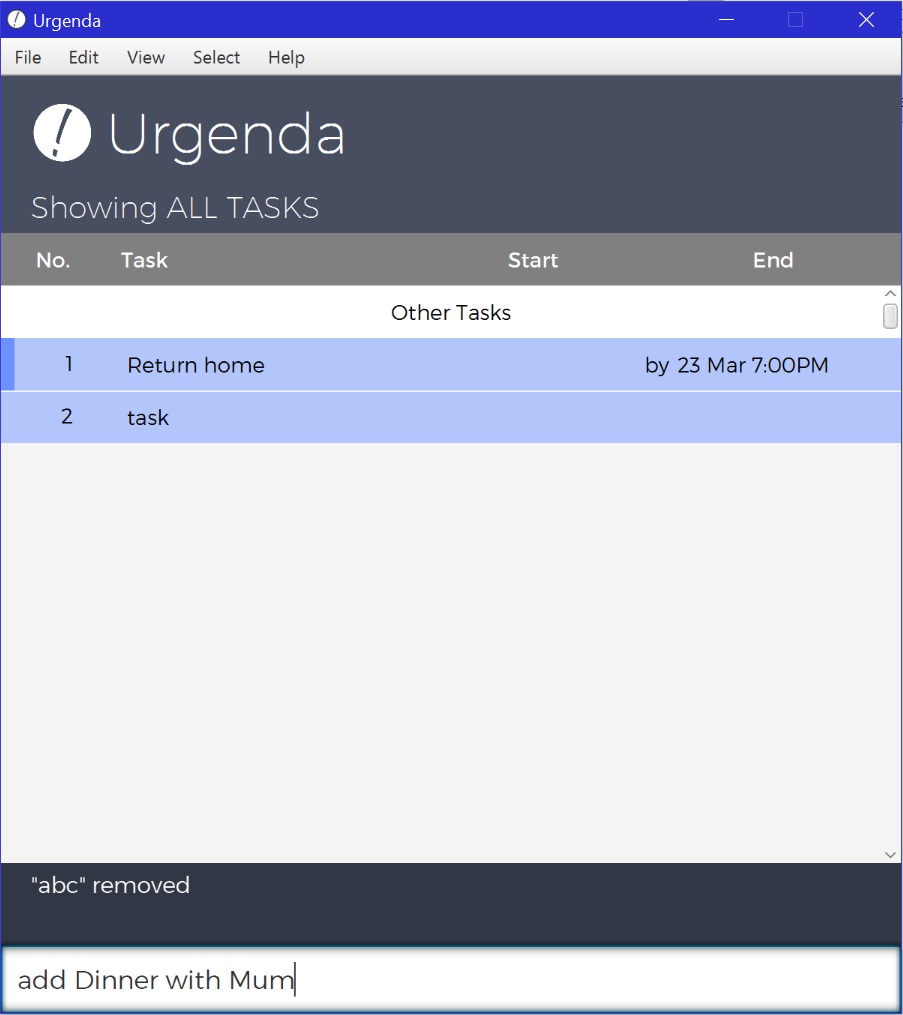 Urgenda
File Edit View Select Help
Urgenda
Showing ALL TASKS
No. Task Start End
Other Tasks
1 Return home by 23 Mar 7:00PM
2 task
"abc" removed
add Dinner with Mum